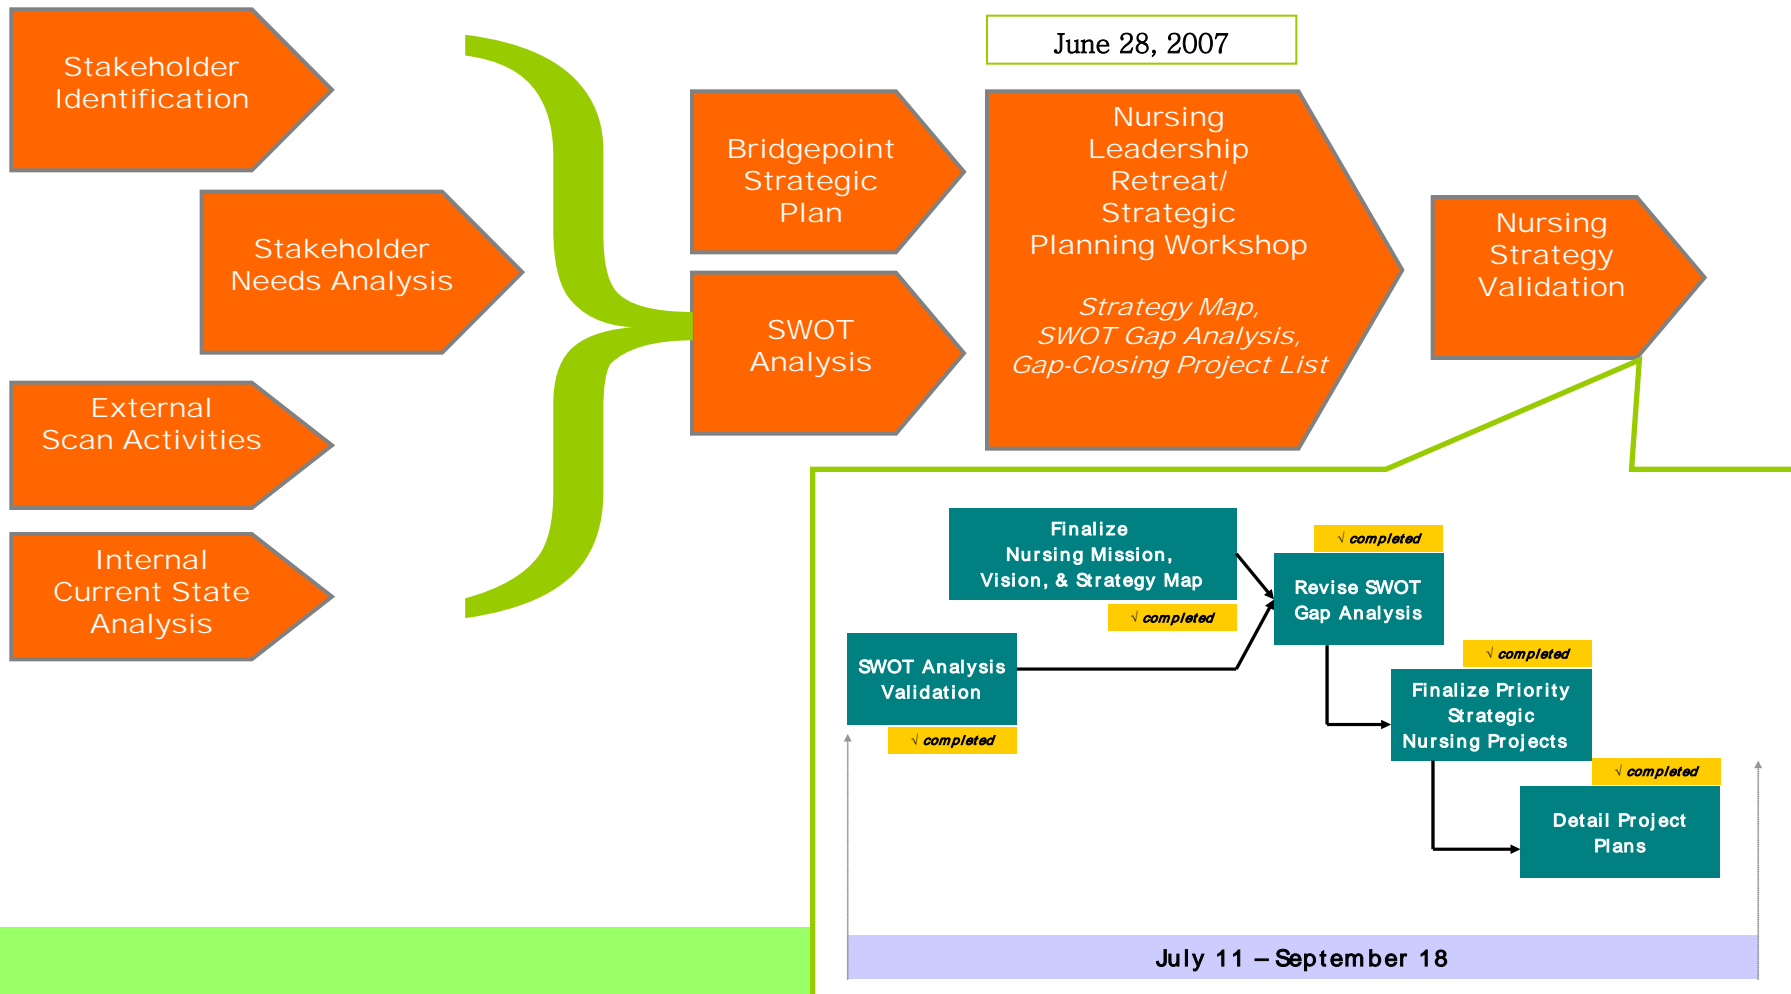 June 28, 2007
Stakeholder
Identification
Stakeholder
Needs Analysis
External
Scan Activities
Internal
Current State
Analysis
Bridgepoint
Strategic
Plan
SWOT
Analysis
Nursing
Leadership
Retreat/
Strategic
Planning Workshop
Strategy Map,
SWOT Gap Analysis,
Gap-Closing Project List
Nursing
Strategy
Validation
Finalize
Nursing Mission,
Vision, & Strategy Map
√ completed
SWOT Analysis
Validation
√ completed
√ completed
Revise SWOT
Gap Analysis
√ completed
Finalize Priority
Strategic
Nursing Projects
√ completed
Detail Project
Plans
July 11 – September 18